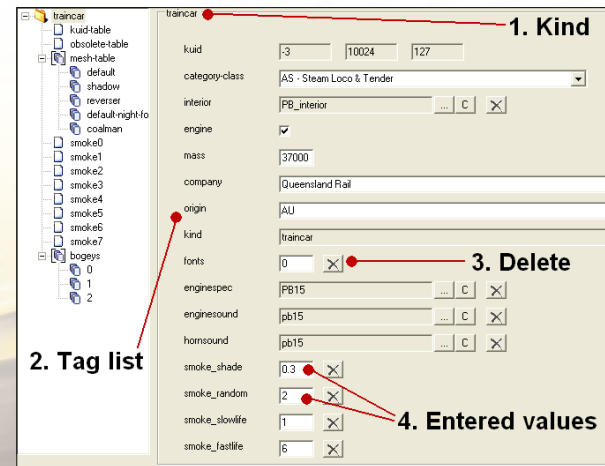 traincar
kuid-table
obsolete-table
mesh-table
default
shadow
reverser
default-night-fo
coalman
smoke0
smoke1
smoke2
smoke3
smoke4
smoke5
smoke6
smoke7
bogeys
0
1
2
traincar
1. Kind
kuid -3 10024 127
category-class AS - Steam Loco & Tender
interior PB_interior ... C
engine
mass 37000
company Queensland Rail
origin AU
kind traincar
fonts 0
3. Delete
enginespec PB15 ... C
enginesound pb15 ... C
hornsound pb15 ... C
2. Tag list
smoke_shade 0.3
smoke_random 2
4. Entered values
smoke_slowlife 1
smoke_fastlife 6